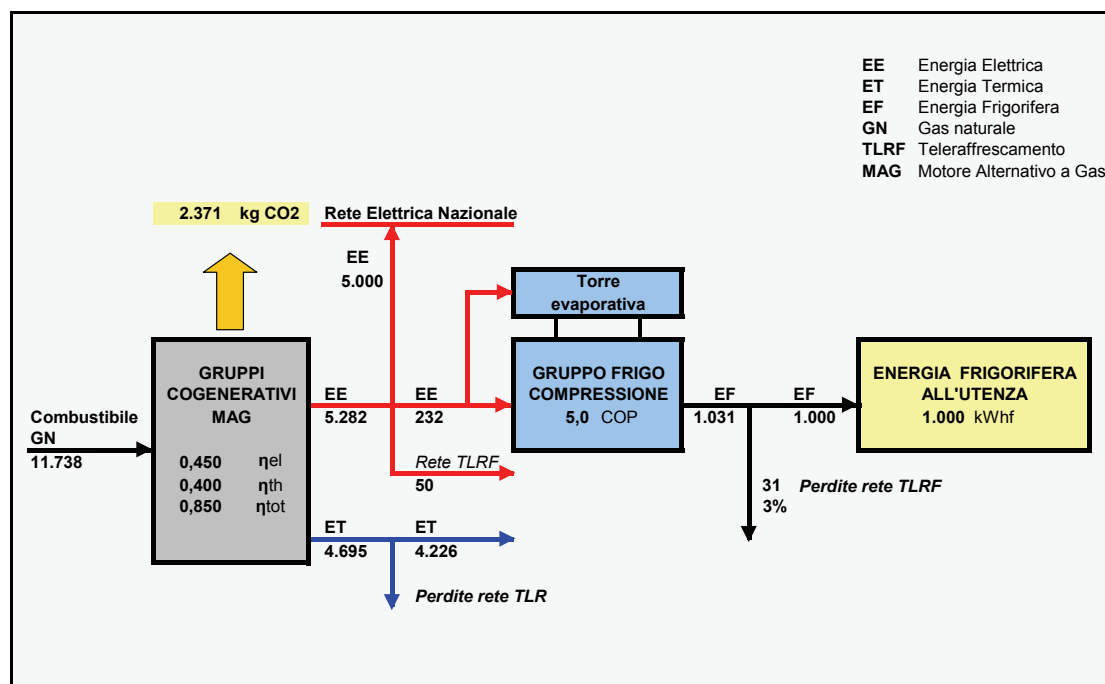 EE Energia Elettrica
ET Energia Termica
EF Energia Frigorifera
GN Gas naturale
TLRF Teleraffrescamento
MAG Motore Alternativo a Gas
2.371 kg CO2
Rete Elettrica Nazionale
EE
5.000
Torre
evaporativa
GRUPPI
COGENERATIVI
MAG
0,450 ηel
0,400 ηth
0,850 ηtot
Combustibile
GN
11.738
EE
5.282
EE
232
GRUPPO FRIGO
COMPRESSIONE
5,0 COP
EF
1.031
EF
1.000
ENERGIA FRIGORIFERA
ALL'UTENZA
1.000 kWhf
Rete TLRF
50
31 Perdite rete TLRF
3%
ET
4.695
ET
4.226
Perdite rete TLR